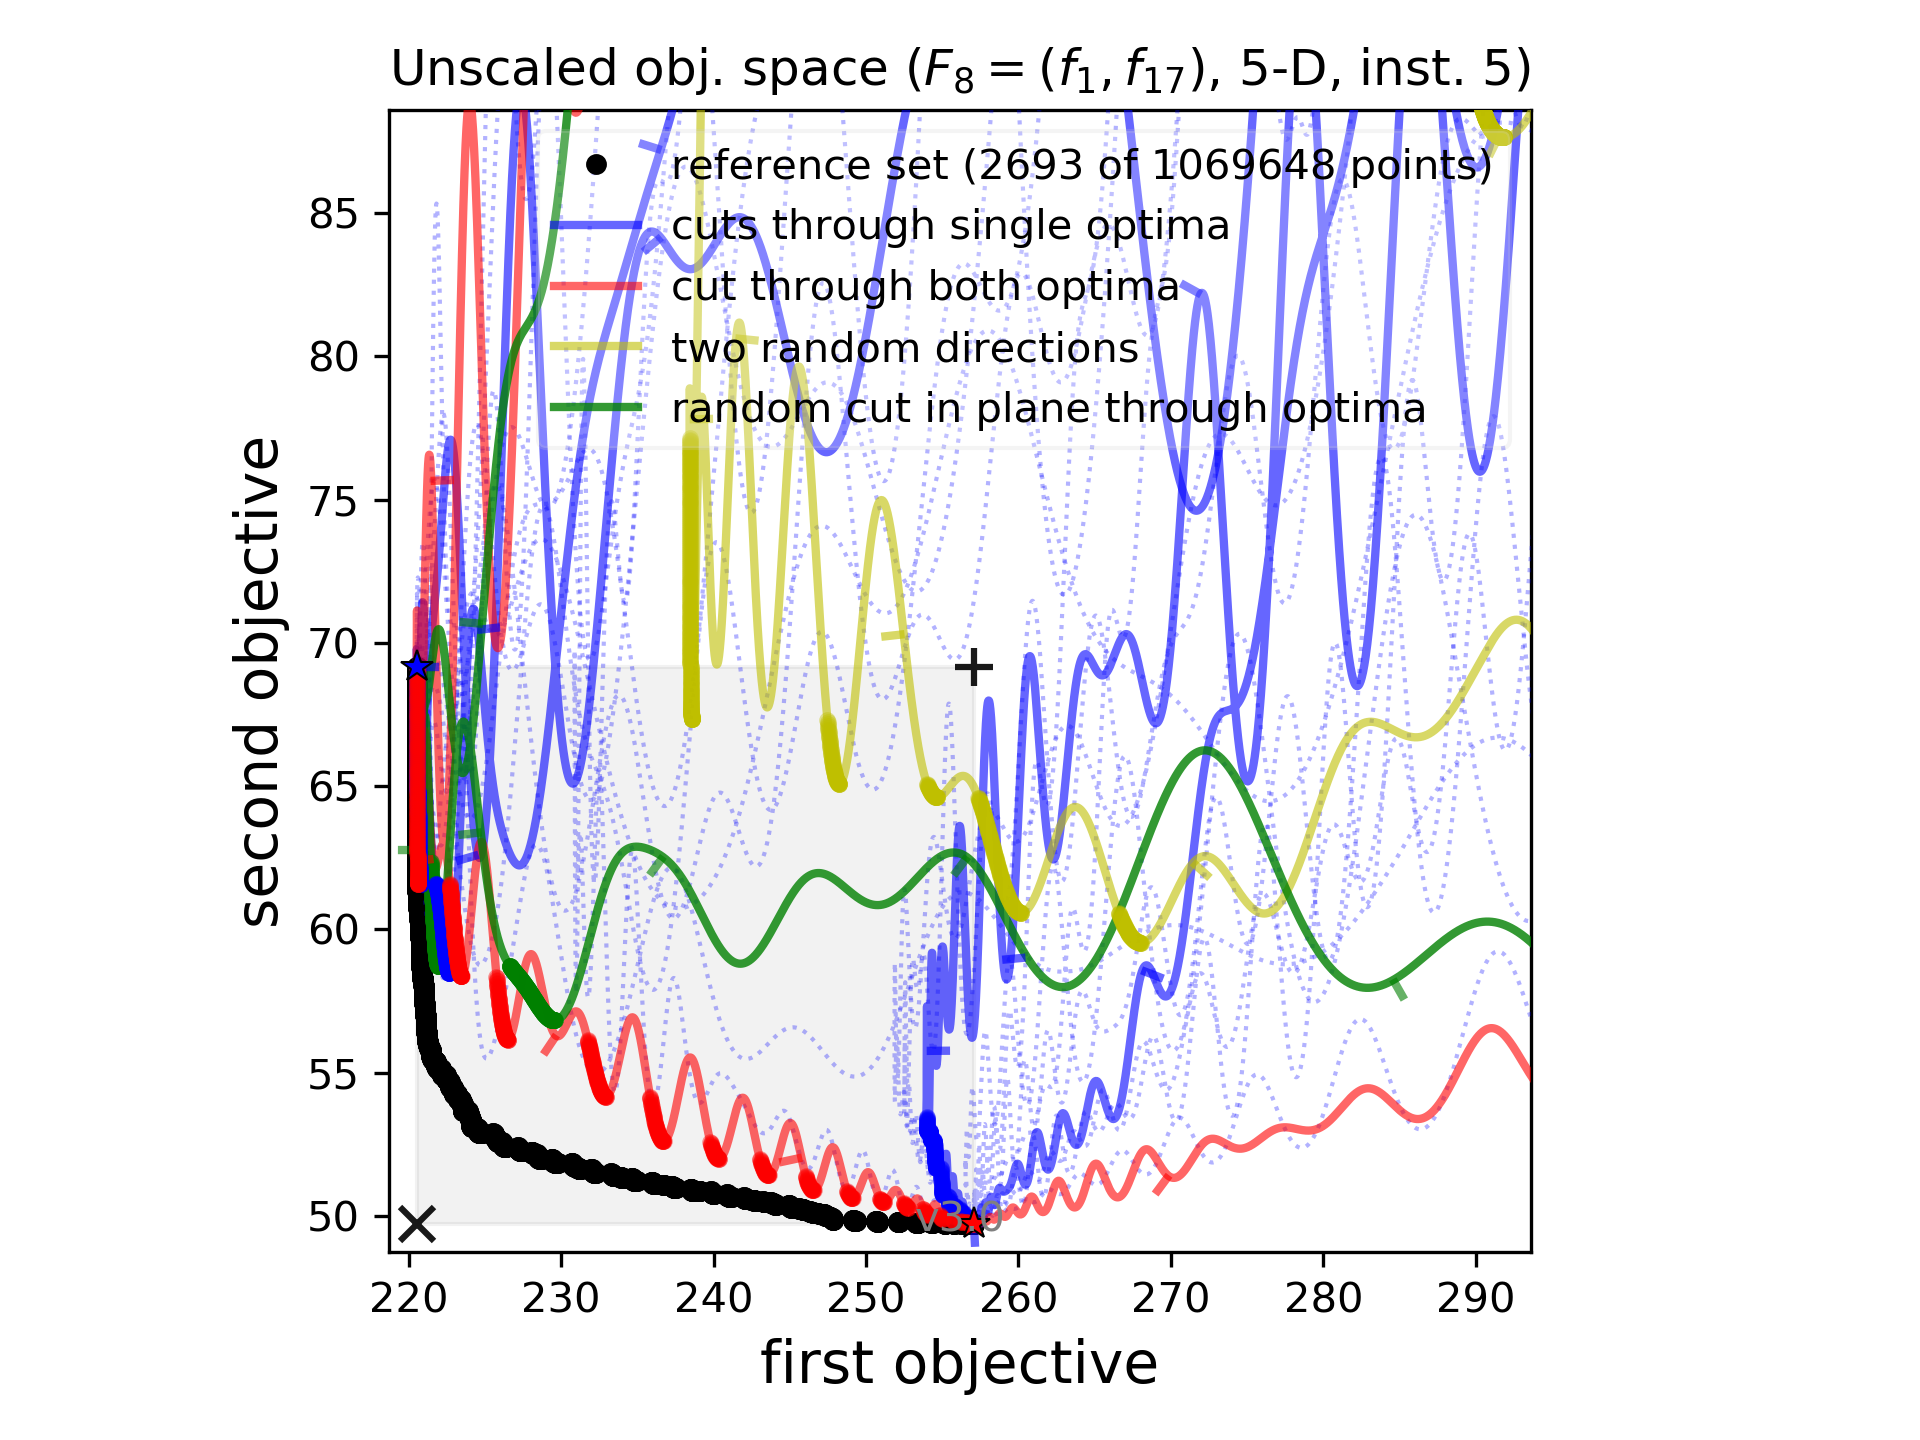 Unscaled obj. space (F₈ = (f₁, f₁₇), 5-D, inst. 5)
reference set (2693 of 1069648 points)
cuts through single optima
cut through both optima
two random directions
random cut in plane through optima
85
80
75
70
65
60
55
50
second objective
v3.0
220 230 240 250 260 270 280 290
first objective